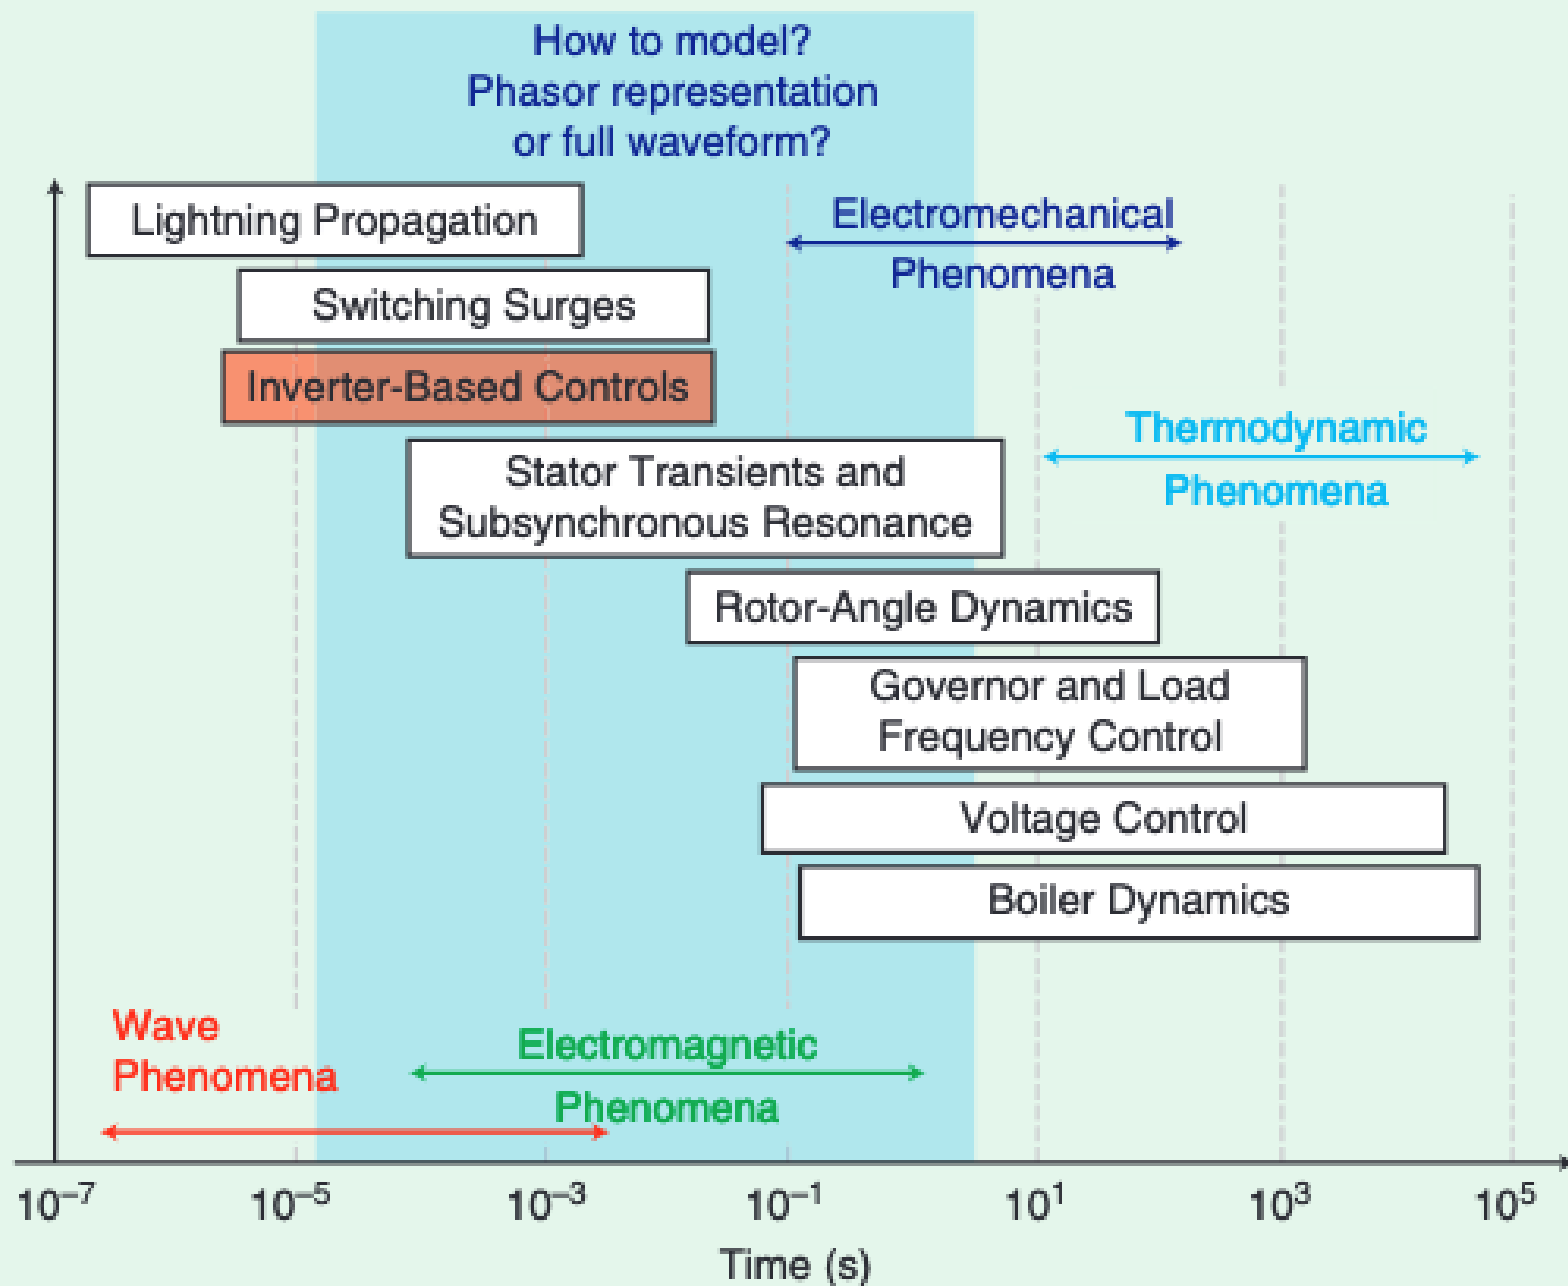 How to model?
Phasor representation
or full waveform?
Lightning Propagation
Electromechanical
Phenomena
Switching Surges
Inverter-Based Controls
Thermodynamic
Phenomena
Stator Transients and
Subsynchronous Resonance
Rotor-Angle Dynamics
Governor and Load
Frequency Control
Voltage Control
Boiler Dynamics
Wave
Phenomena
Electromagnetic
Phenomena
10⁻⁷ 10⁻⁵ 10⁻³ 10⁻¹ 10¹ 10³ 10⁵
Time (s)